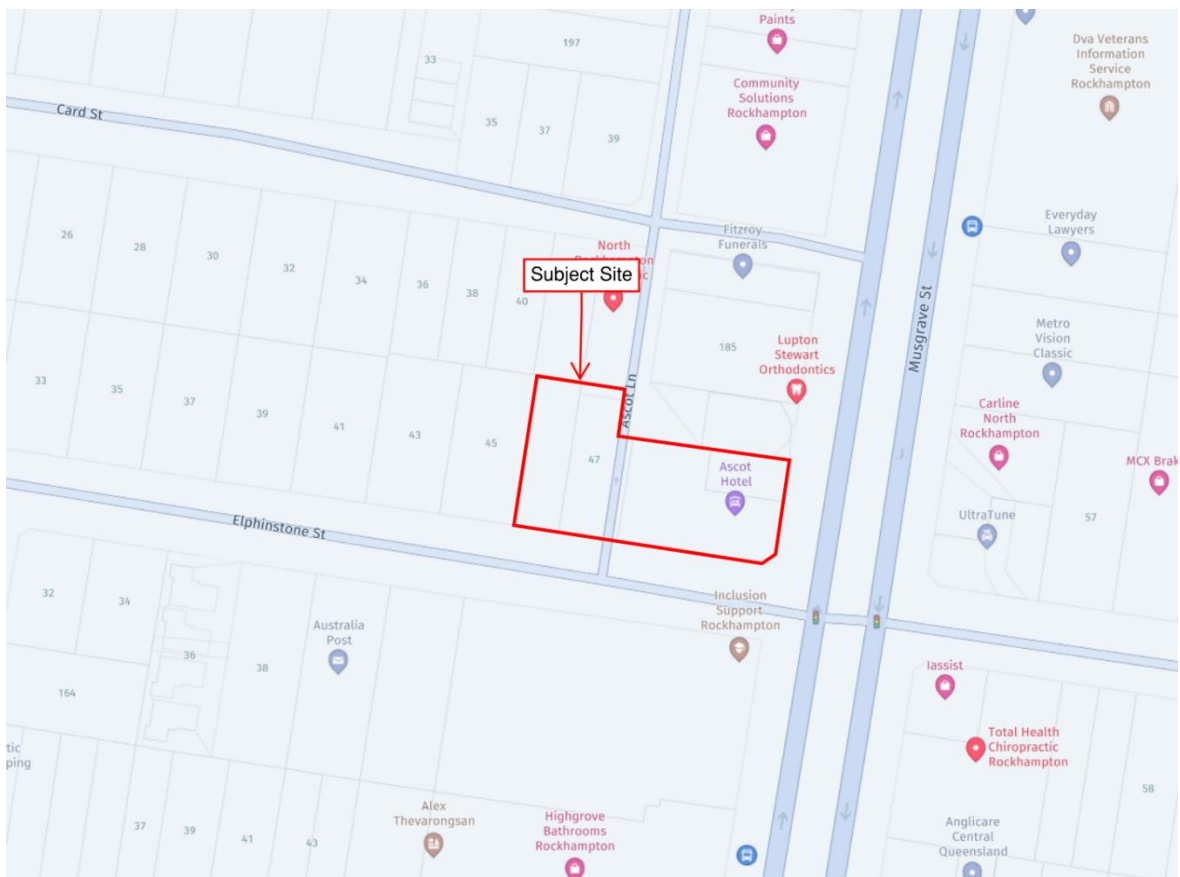 Paints
197
Dva Veterans
Information
Service
Rockhampton
33
Community
Solutions
Rockhampton
Card St
35
37
39
Everyday
Lawyers
Fitzroy
Funerals
26
28
30
32
34
36
38
40
North
Subject Site
Musgrave St
Metro
Vision
Classic
185
Lupton
Stewart
Orthodontics
Ascot Ln
33
35
37
39
41
43
45
47
Carline
North
Rockhampton
MCX Brak
Ascot
Hotel
UltraTune
57
Elphinstone St
32
34
36
38
Australia
Post
Inclusion
Support
Rockhampton
164
Iassist
Total Health
Chiropractic
Rockhampton
58
tic
ping
37
39
41
43
Alex
Thevarongsan
Highgrove
Bathrooms
Rockhampton
Anglicare
Central
Queensland